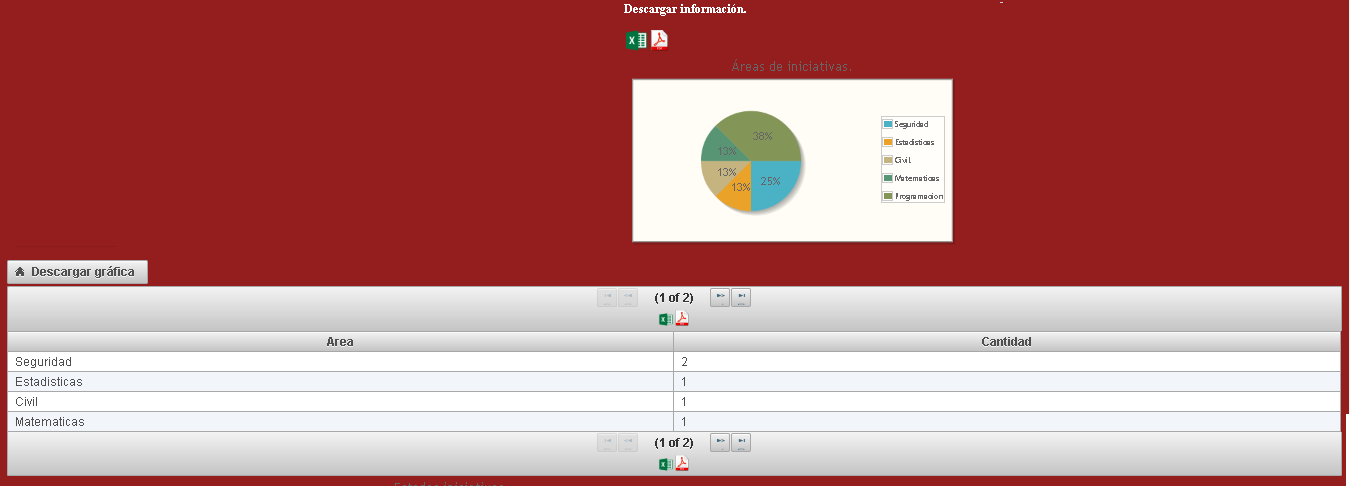 Descargar información.
Áreas de iniciativas.
38%
13%
13%
13%
25%
Seguridad
Estadisticas
Civil
Matematicas
Programacion
Descargar gráfica
(1 of 2)
Area Cantidad
Seguridad 2
Estadisticas 1
Civil 1
Matematicas 1
(1 of 2)